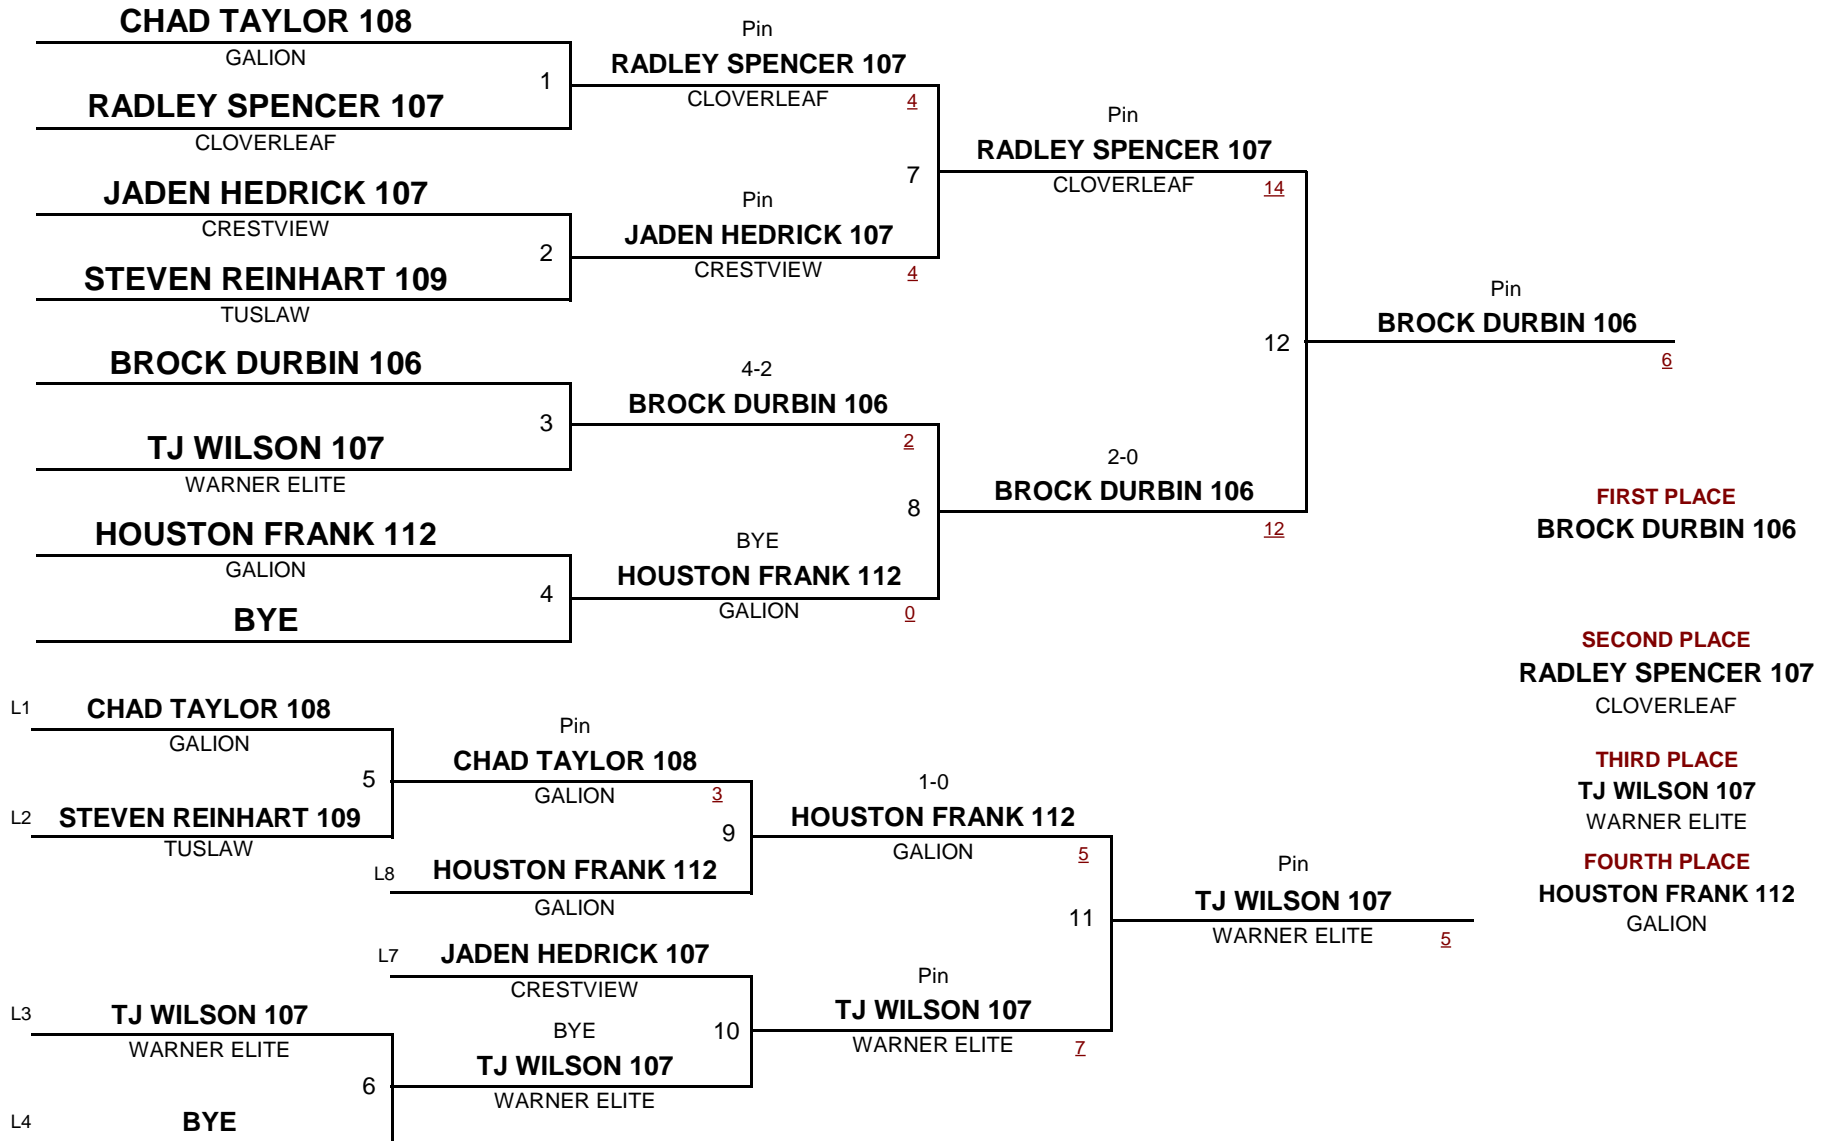 CHAD TAYLOR 108
GALION
1
RADLEY SPENCER 107
CLOVERLEAF
Pin
RADLEY SPENCER 107
CLOVERLEAF
4
JADEN HEDRICK 107
CRESTVIEW
2
STEVEN REINHART 109
TUSLAW
Pin
JADEN HEDRICK 107
CRESTVIEW
4
7
Pin
RADLEY SPENCER 107
CLOVERLEAF
14
BROCK DURBIN 106
3
TJ WILSON 107
WARNER ELITE
4-2
BROCK DURBIN 106
2
HOUSTON FRANK 112
GALION
4
BYE
BYE
HOUSTON FRANK 112
GALION
0
8
2-0
BROCK DURBIN 106
12
12
Pin
BROCK DURBIN 106
6
FIRST PLACE
BROCK DURBIN 106
SECOND PLACE
RADLEY SPENCER 107
CLOVERLEAF
THIRD PLACE
TJ WILSON 107
WARNER ELITE
FOURTH PLACE
HOUSTON FRANK 112
GALION
L1
CHAD TAYLOR 108
GALION
5
L2
STEVEN REINHART 109
TUSLAW
Pin
CHAD TAYLOR 108
GALION
3
9
L8
HOUSTON FRANK 112
GALION
1-0
HOUSTON FRANK 112
GALION
5
L7
JADEN HEDRICK 107
CRESTVIEW
10
L3
TJ WILSON 107
WARNER ELITE
6
L4
BYE
BYE
TJ WILSON 107
WARNER ELITE
Pin
TJ WILSON 107
WARNER ELITE
7
11
Pin
TJ WILSON 107
WARNER ELITE
5